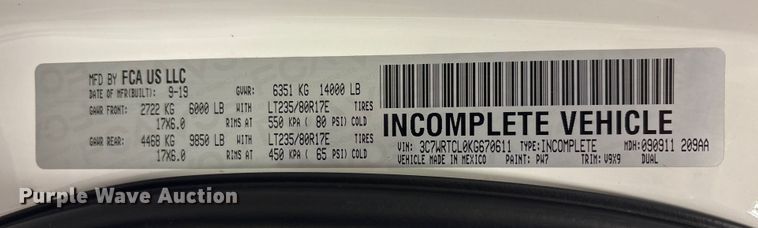 MFD BY FCA US LLC
DATE OF MFR(BUILT): 9-19 GVWR: 6351 KG 14000 LB
GAWR FRONT: 2722 KG 6000 LB WITH LT235/80R17E TIRES
17X6.0 RIMS AT 550 KPA ( 80 PSI) COLD
GAWR REAR: 4468 KG 9850 LB WITH LT235/80R17E TIRES
17X6.0 RIMS AT 450 KPA ( 65 PSI) COLD
INCOMPLETE VEHICLE
VIN: 3C7WRTCL0KG670611 TYPE:INCOMPLETE MDH:090911 209AA
VEHICLE MADE IN MEXICO PAINT: PW7 TRIM: V9X9 DUAL
Purple Wave Auction